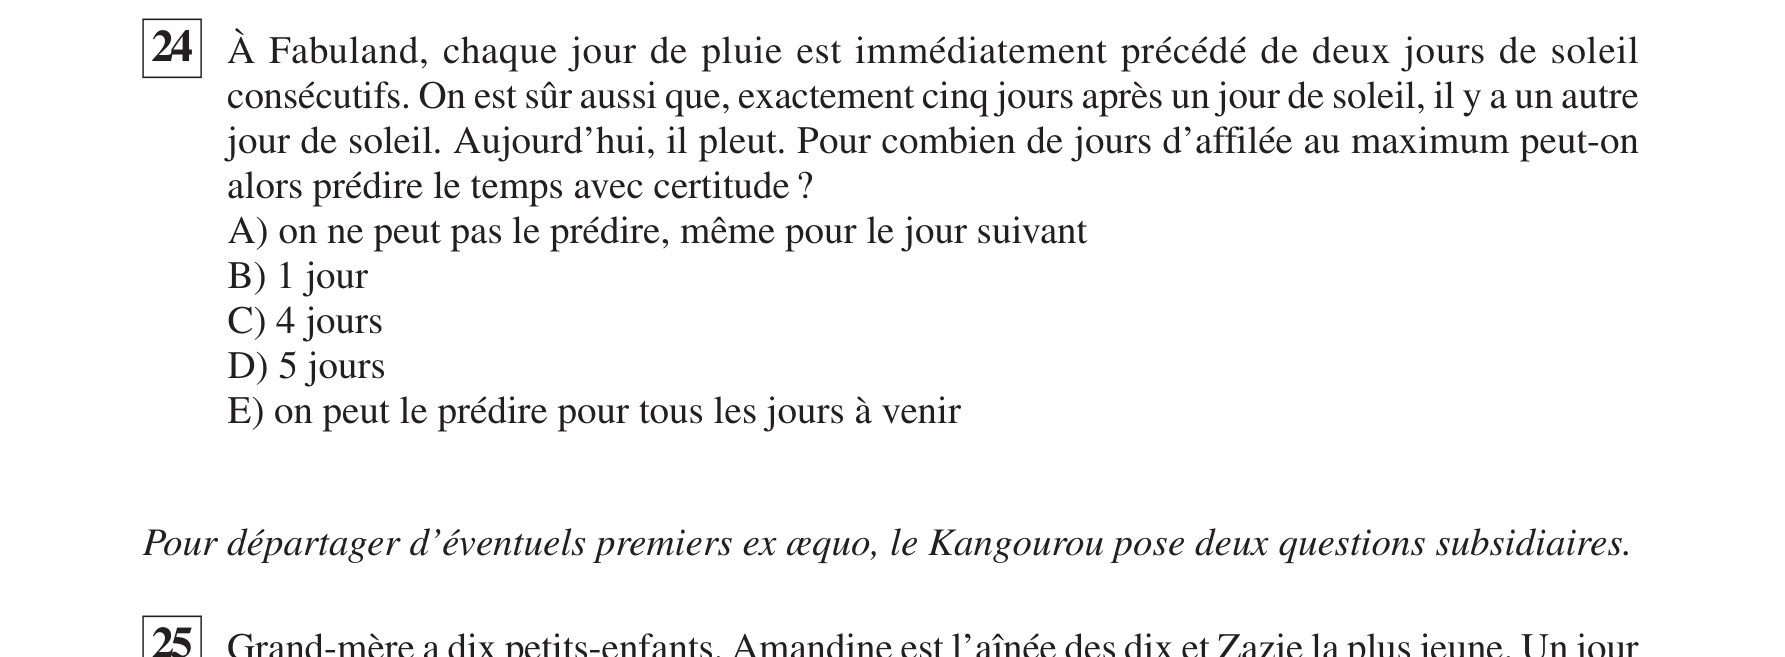 24 À Fabuland, chaque jour de pluie est immédiatement précédé de deux jours de soleil
consécutifs. On est sûr aussi que, exactement cinq jours après un jour de soleil, il y a un autre
jour de soleil. Aujourd’hui, il pleut. Pour combien de jours d’affilée au maximum peut-on
alors prédire le temps avec certitude ?
A) on ne peut pas le prédire, même pour le jour suivant
B) 1 jour
C) 4 jours
D) 5 jours
E) on peut le prédire pour tous les jours à venir
Pour départager d’éventuels premiers ex æquo, le Kangourou pose deux questions subsidiaires.
25 Grand-mère a dix petits-enfants. Amandine est l’aînée des dix et Zazie la plus jeune. Un jour